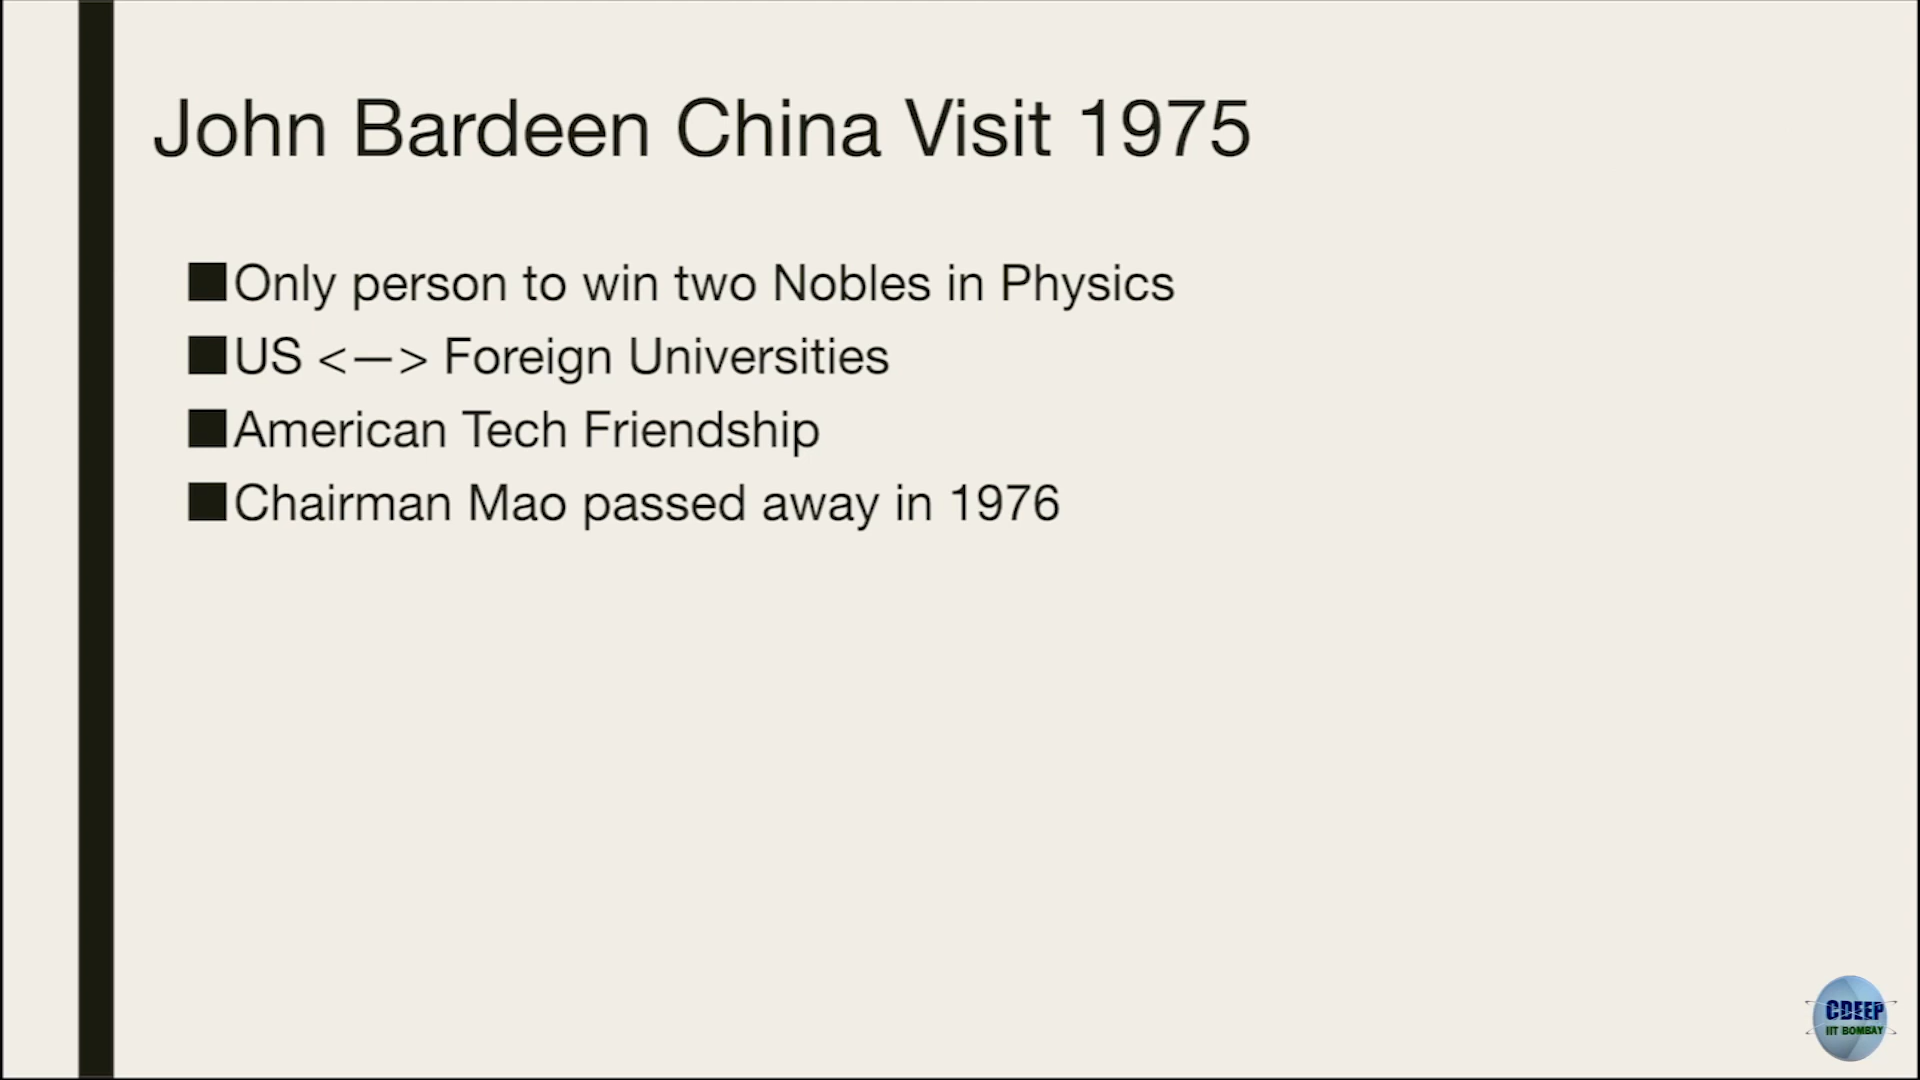 John Bardeen China Visit 1975
Only person to win two Nobles in Physics
US <—> Foreign Universities
American Tech Friendship
Chairman Mao passed away in 1976
CDEEP
IIT BOMBAY